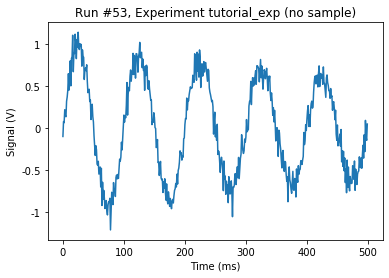 Run #53, Experiment tutorial_exp (no sample)
Signal (V)
1
0.5
0
-0.5
-1
0 100 200 300 400 500
Time (ms)